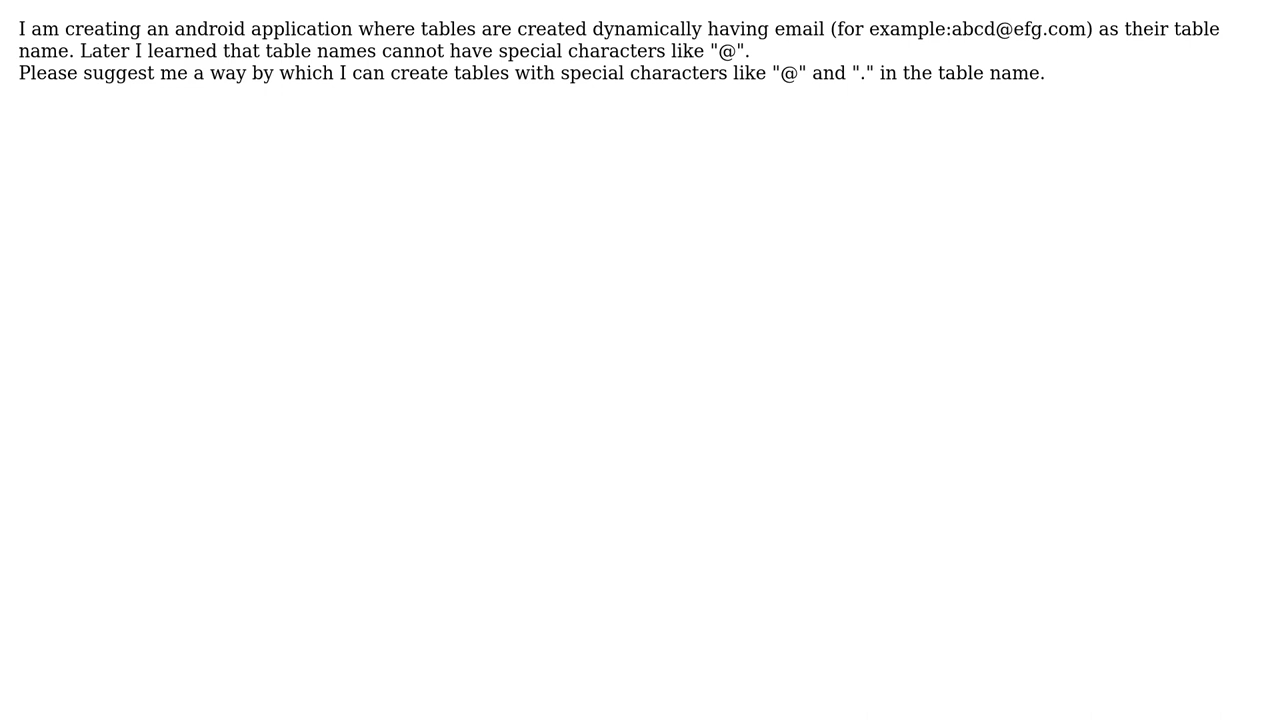 I am creating an android application where tables are created dynamically having email (for example:abcd@efg.com) as their table
name. Later I learned that table names cannot have special characters like "@".
Please suggest me a way by which I can create tables with special characters like "@" and "." in the table name.